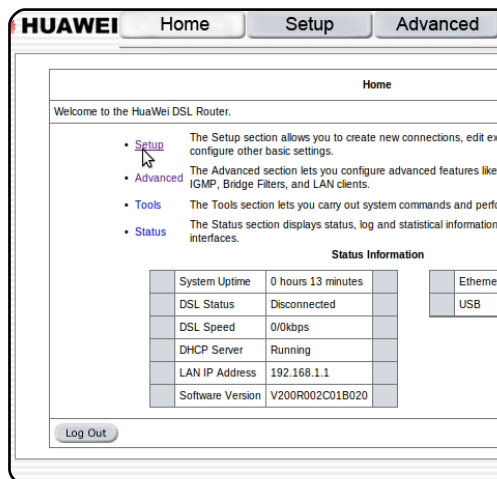 HUAWEI Home Setup Advanced
Home
Welcome to the HuaWei DSL Router.
• Setup The Setup section allows you to create new connections, edit ex
configure other basic settings.
• Advanced The Advanced section lets you configure advanced features like
IGMP, Bridge Filters, and LAN clients.
• Tools The Tools section lets you carry out system commands and perfo
• Status The Status section displays status, log and statistical information
interfaces.
Status Information
System Uptime 0 hours 13 minutes Etherne
DSL Status Disconnected USB
DSL Speed 0/0kbps
DHCP Server Running
LAN IP Address 192.168.1.1
Software Version V200R002C01B020
Log Out